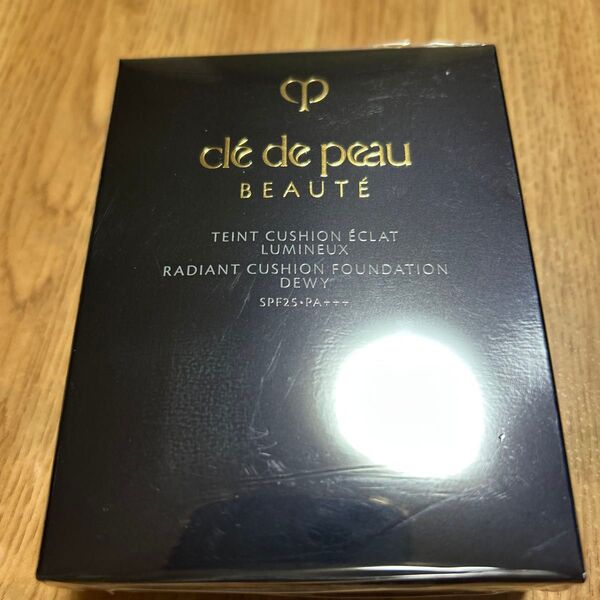 clé de peau
BEAUTÉ
TEINT CUSHION ÉCLAT
LUMINEUX
RADIANT CUSHION FOUNDATION
DEWY
SPF25•PA+++